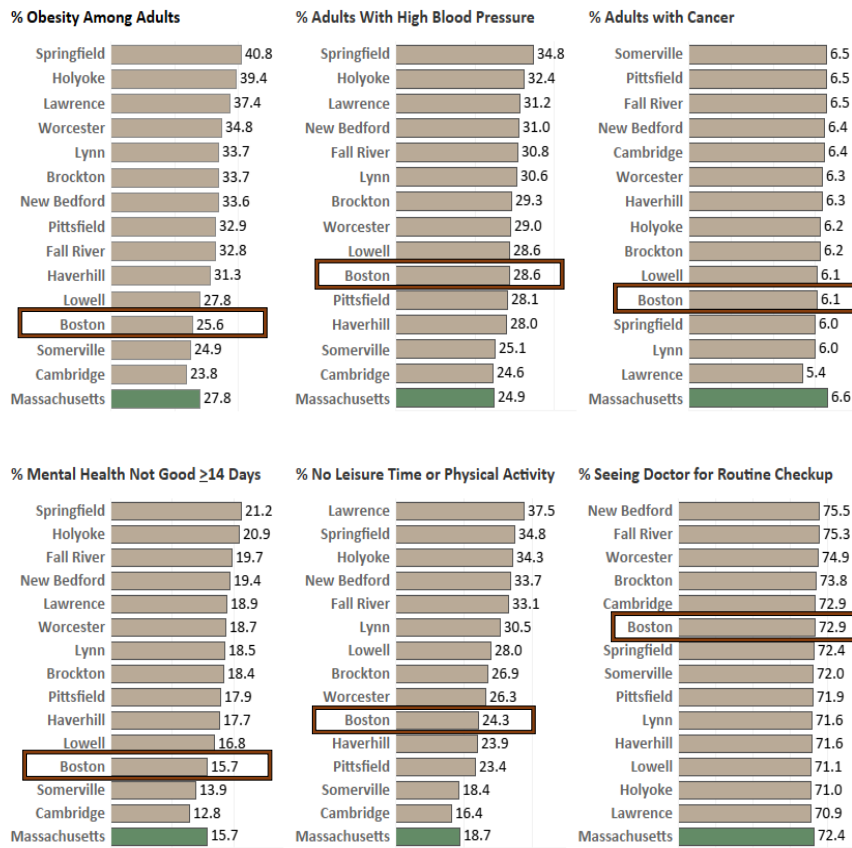 % Obesity Among Adults
Springfield 40.8
Holyoke 39.4
Lawrence 37.4
Worcester 34.8
Lynn 33.7
Brockton 33.7
New Bedford 33.6
Pittsfield 32.9
Fall River 32.8
Haverhill 31.3
Lowell 27.8
Boston 25.6
Somerville 24.9
Cambridge 23.8
Massachusetts 27.8
% Adults With High Blood Pressure
Springfield 34.8
Holyoke 32.4
Lawrence 31.2
New Bedford 31.0
Fall River 30.8
Lynn 30.6
Brockton 29.3
Worcester 29.0
Lowell 28.6
Boston 28.6
Pittsfield 28.1
Haverhill 28.0
Somerville 25.1
Cambridge 24.6
Massachusetts 24.9
% Adults with Cancer
Somerville 6.5
Pittsfield 6.5
Fall River 6.5
New Bedford 6.4
Cambridge 6.4
Worcester 6.3
Haverhill 6.3
Holyoke 6.2
Brockton 6.2
Lowell 6.1
Boston 6.1
Springfield 6.0
Lynn 6.0
Lawrence 5.4
Massachusetts 6.6
% Mental Health Not Good ≥14 Days
Springfield 21.2
Holyoke 20.9
Fall River 19.7
New Bedford 19.4
Lawrence 18.9
Worcester 18.7
Lynn 18.5
Brockton 18.4
Pittsfield 17.9
Haverhill 17.7
Lowell 16.8
Boston 15.7
Somerville 13.9
Cambridge 12.8
Massachusetts 15.7
% No Leisure Time or Physical Activity
Lawrence 37.5
Springfield 34.8
Holyoke 34.3
New Bedford 33.7
Fall River 33.1
Lynn 30.5
Lowell 28.0
Brockton 26.9
Worcester 26.3
Boston 24.3
Haverhill 23.9
Pittsfield 23.4
Somerville 18.4
Cambridge 16.4
Massachusetts 18.7
% Seeing Doctor for Routine Checkup
New Bedford 75.5
Fall River 75.3
Worcester 74.9
Brockton 73.8
Cambridge 72.9
Boston 72.9
Springfield 72.4
Somerville 72.0
Pittsfield 71.9
Lynn 71.6
Haverhill 71.6
Lowell 71.1
Holyoke 71.0
Lawrence 70.9
Massachusetts 72.4